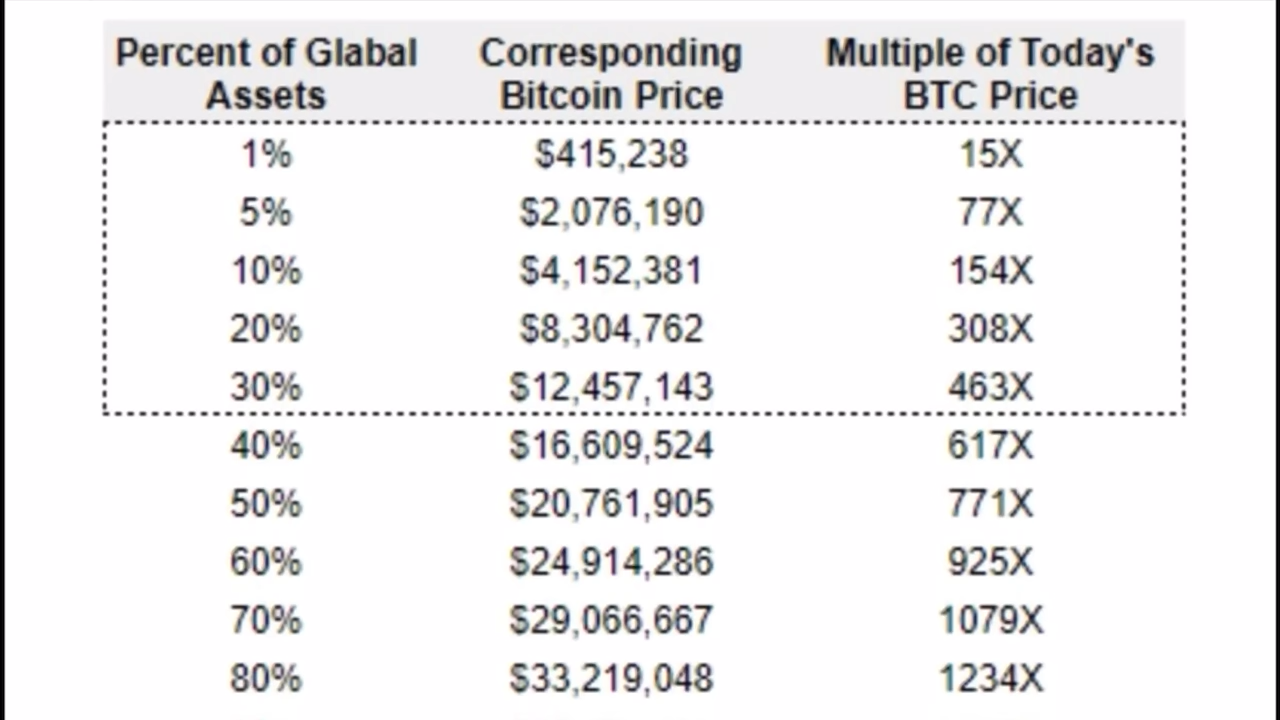 Percent of Glabal Assets Corresponding Bitcoin Price Multiple of Today's BTC Price
1% $415,238 15X
5% $2,076,190 77X
10% $4,152,381 154X
20% $8,304,762 308X
30% $12,457,143 463X
40% $16,609,524 617X
50% $20,761,905 771X
60% $24,914,286 925X
70% $29,066,667 1079X
80% $33,219,048 1234X